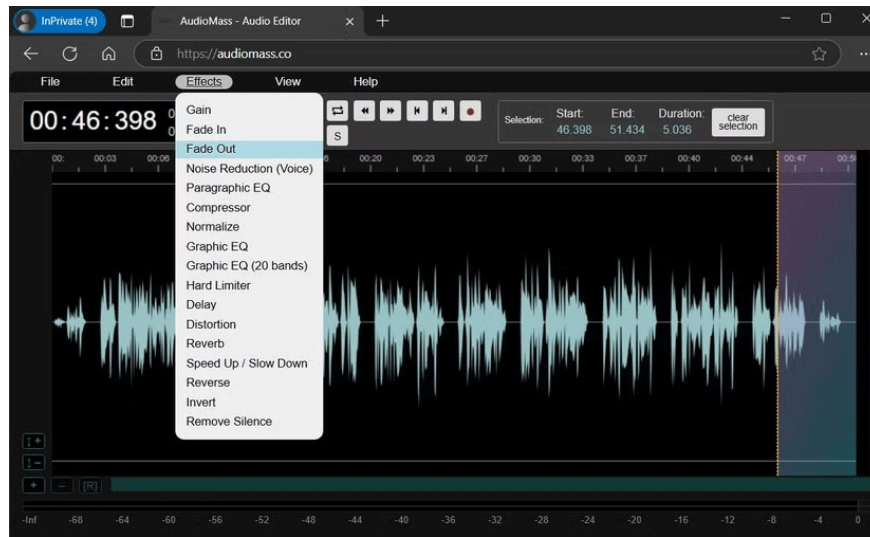 InPrivate (4) AudioMass - Audio Editor
https://audiomass.co
File Edit Effects View Help
00:46:398
Selection: Start: End: Duration: clear selection
46.398 51.434 5.036
S
Gain
Fade In
Fade Out
Noise Reduction (Voice)
Paragraphic EQ
Compressor
Normalize
Graphic EQ
Graphic EQ (20 bands)
Hard Limiter
Delay
Distortion
Reverb
Speed Up / Slow Down
Reverse
Invert
Remove Silence
00: 00:03 00:06 00:20 00:23 00:27 00:30 00:33 00:37 00:40 00:44 00:47
[R]
-Inf -68 -64 -60 -56 -52 -48 -44 -40 -36 -32 -28 -24 -20 -16 -12 -8 -4 0